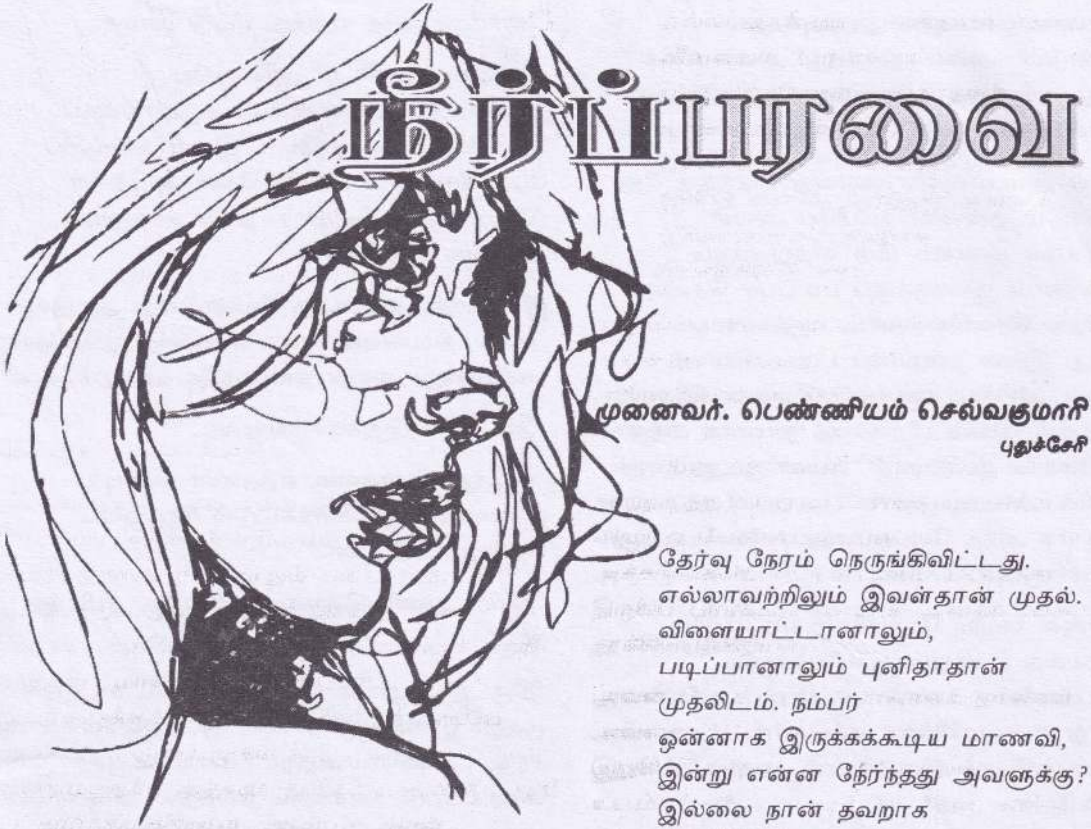 நீர்ப்பரவை
முனைவர். பெண்ணியம் செல்வகுமாரி
புதுச்சேரி
தேர்வு நேரம் நெருங்கிவிட்டது.
எல்லாவற்றிலும் இவள்தான் முதல்.
விளையாட்டானாலும்,
படிப்பானாலும் புனிதாதான்
முதலிடம். நம்பர்
ஒன்னாக இருக்கக்கூடிய மாணவி,
இன்று என்ன நேர்ந்தது அவளுக்கு?
இல்லை நான் தவறாக